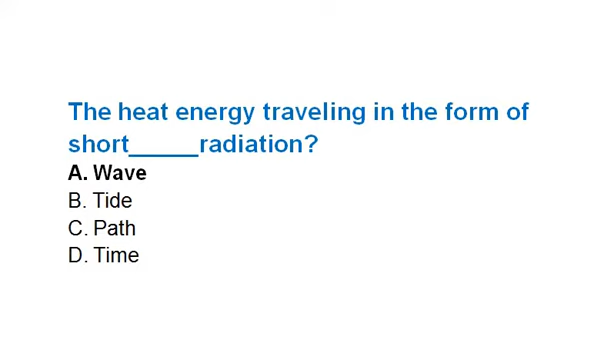 The heat energy traveling in the form of
short_____radiation?
A. Wave
B. Tide
C. Path
D. Time